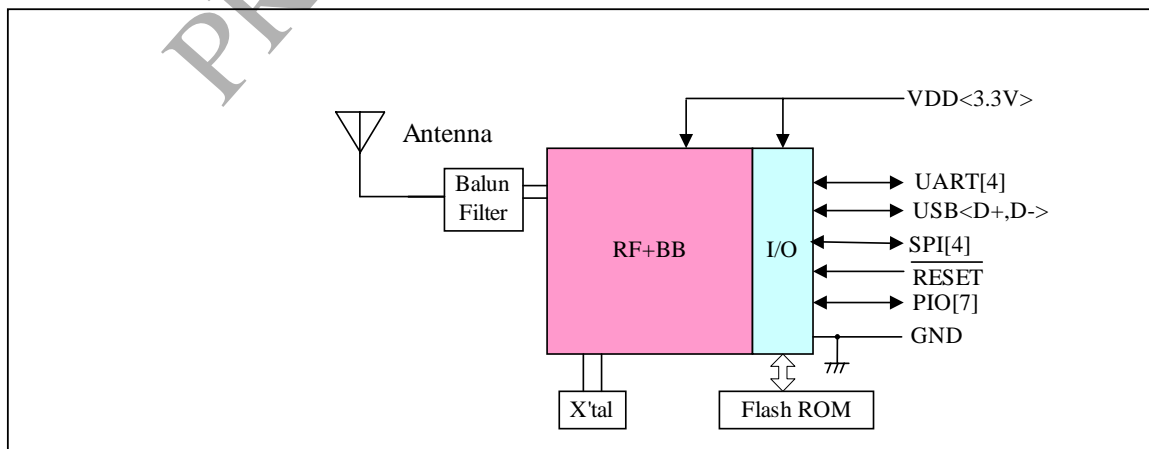 PR
VDD<3.3V>
Antenna
Balun
Filter
UART[4]
USB<D+,D->
RF+BB
I/O
SPI[4]
RESET
PIO[7]
GND
X'tal
Flash ROM